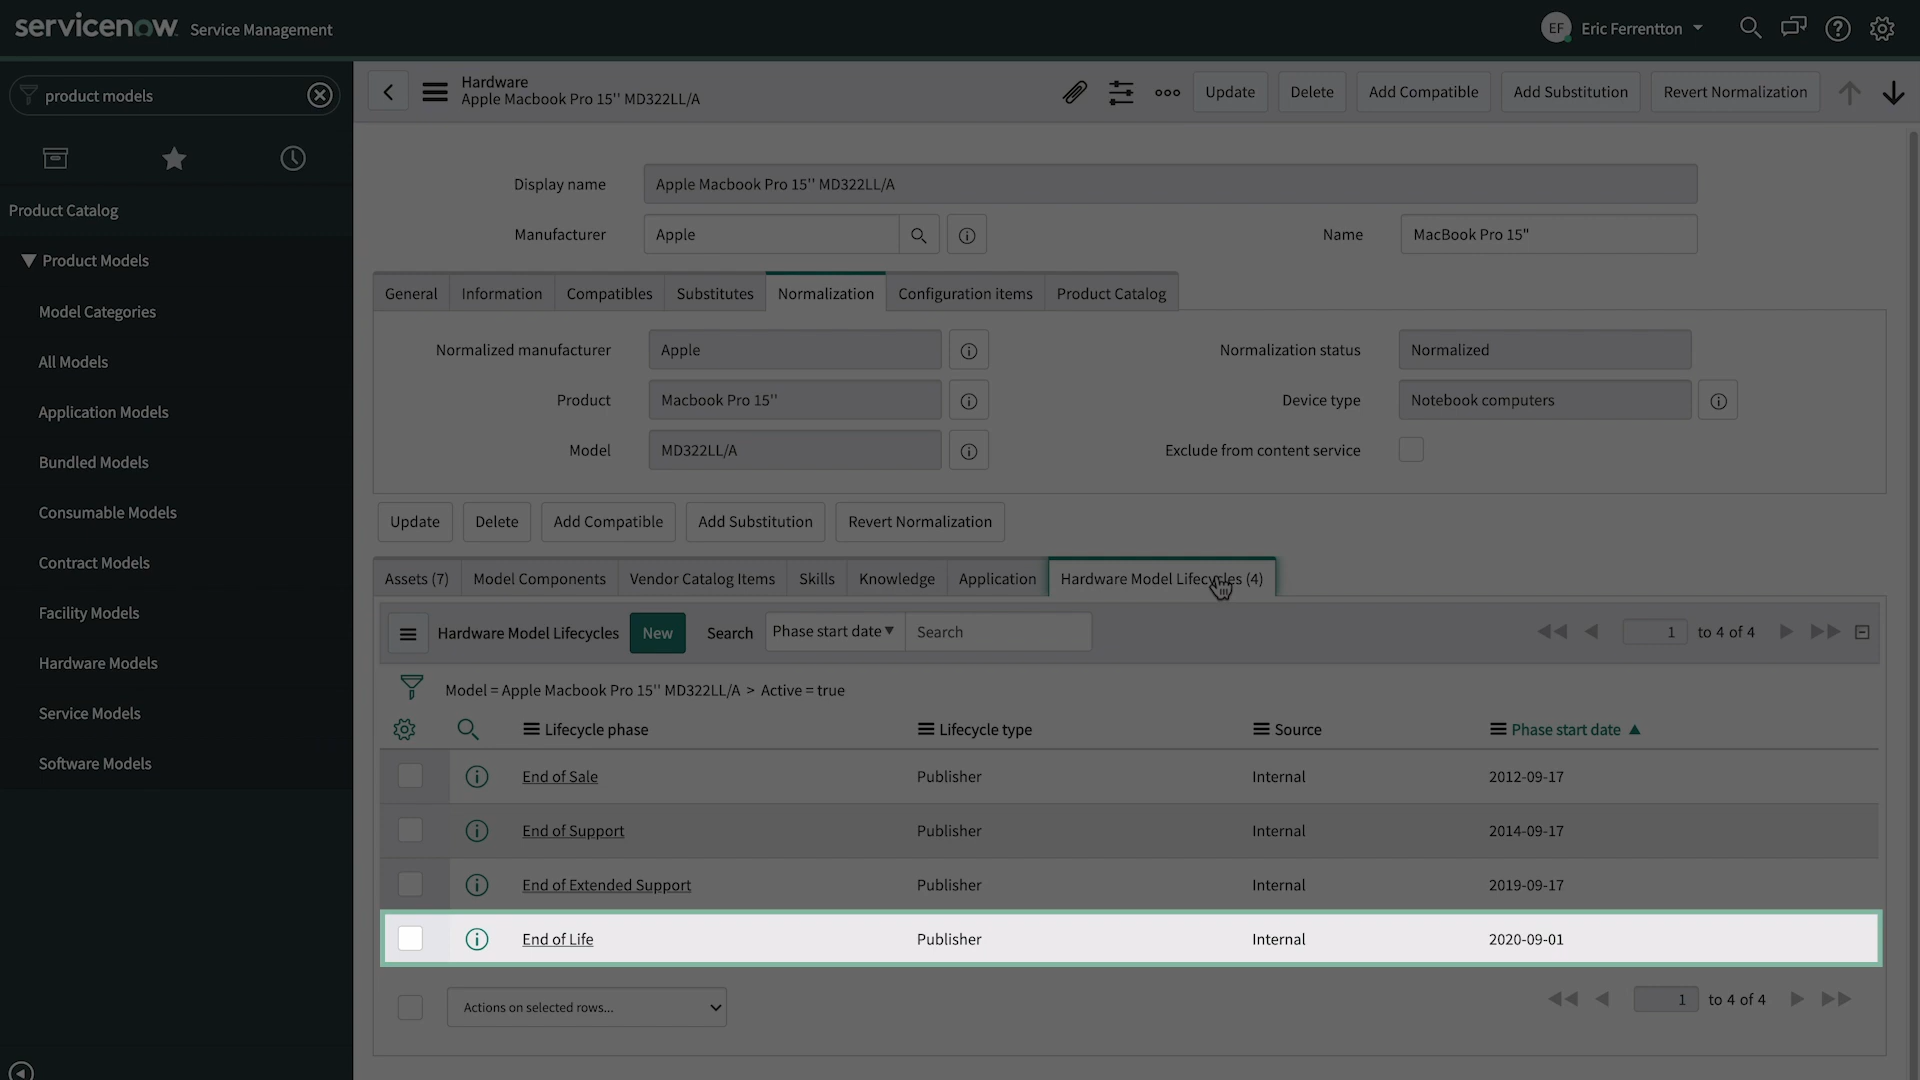 servicenow Service Management
EF Eric Ferrentton
product models
Product Catalog
Product Models
Model Categories
All Models
Application Models
Bundled Models
Consumable Models
Contract Models
Facility Models
Hardware Models
Service Models
Software Models
Hardware
Apple Macbook Pro 15'' MD322LL/A
Update Delete Add Compatible Add Substitution Revert Normalization
Display name Apple Macbook Pro 15'' MD322LL/A
Manufacturer Apple Name MacBook Pro 15"
General Information Compatibles Substitutes Normalization Configuration items Product Catalog
Normalized manufacturer Apple Normalization status Normalized
Product Macbook Pro 15'' Device type Notebook computers
Model MD322LL/A Exclude from content service
Update Delete Add Compatible Add Substitution Revert Normalization
Assets (7) Model Components Vendor Catalog Items Skills Knowledge Application Hardware Model Lifecycles (4)
Hardware Model Lifecycles New Search Phase start date Search 1 to 4 of 4
Model = Apple Macbook Pro 15'' MD322LL/A > Active = true
Lifecycle phase Lifecycle type Source Phase start date
End of Sale Publisher Internal 2012-09-17
End of Support Publisher Internal 2014-09-17
End of Extended Support Publisher Internal 2019-09-17
End of Life Publisher Internal 2020-09-01
Actions on selected rows... 1 to 4 of 4